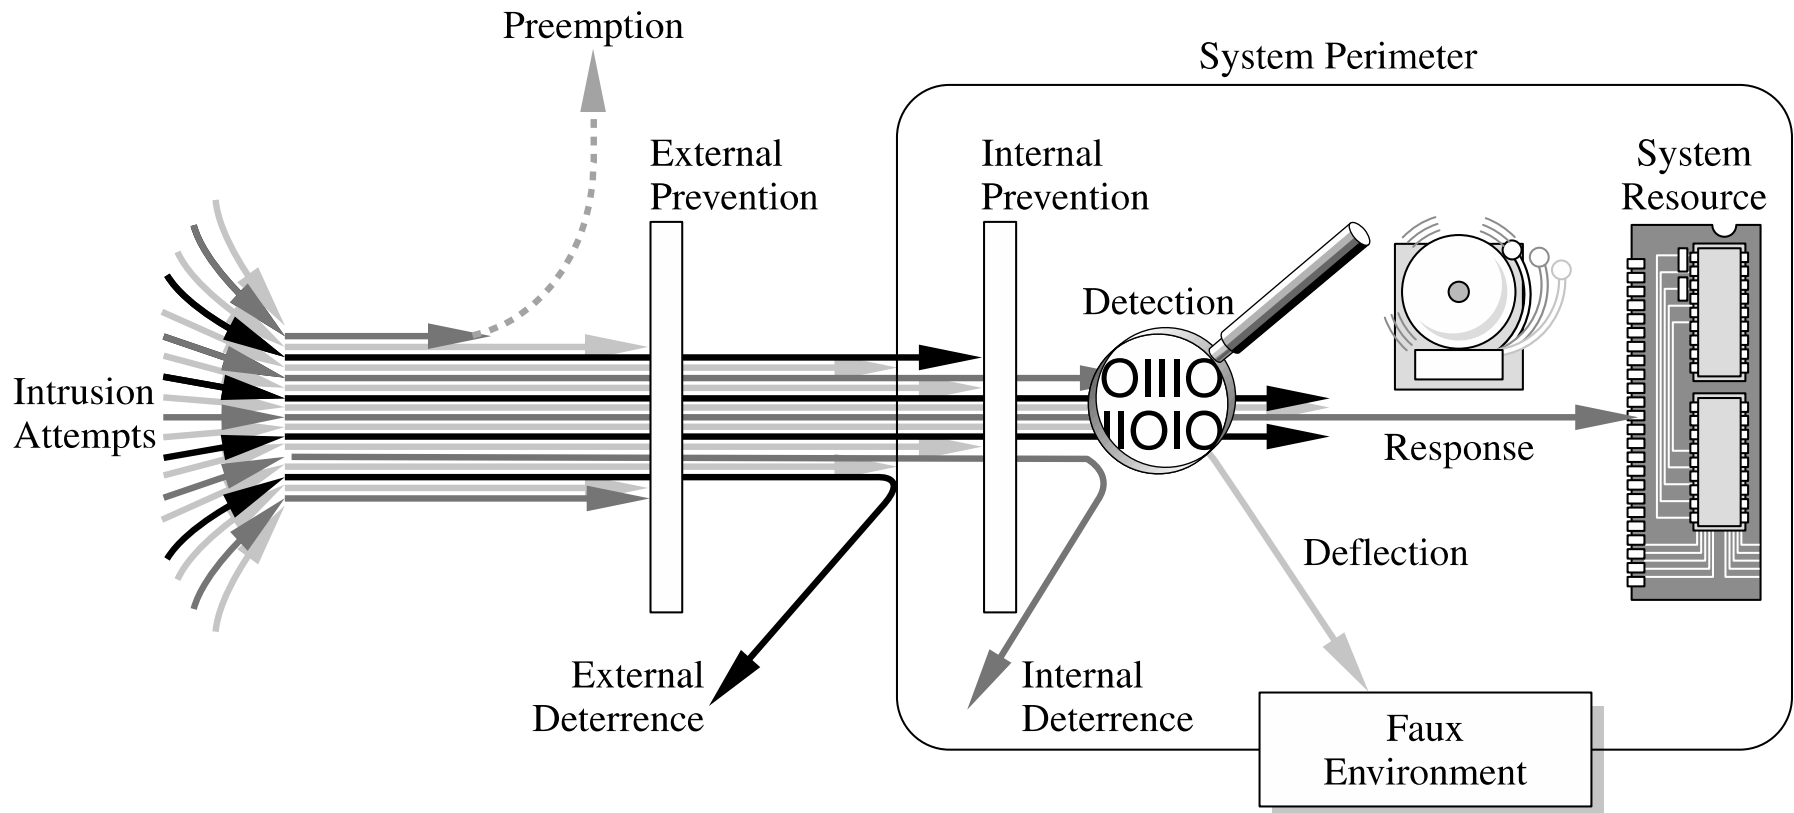 Preemption
System Perimeter
External
Prevention
Internal
Prevention
System
Resource
Detection
OIIIO
IIOIO
Intrusion
Attempts
Response
Deflection
External
Deterrence
Internal
Deterrence
Faux
Environment